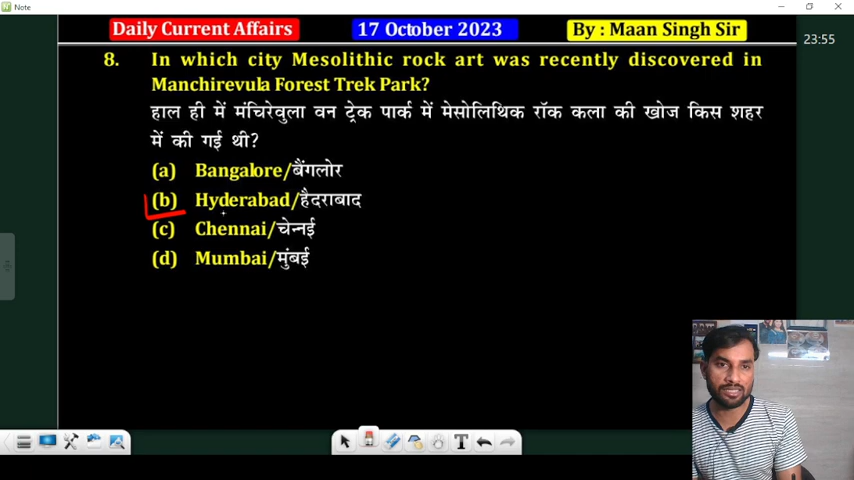 Note
Daily Current Affairs 17 October 2023 By : Maan Singh Sir
23:55
8. In which city Mesolithic rock art was recently discovered in
Manchirevula Forest Trek Park?
हाल ही में मंचिरेवुला वन ट्रेक पार्क में मेसोलिथिक रॉक कला की खोज किस शहर
में की गई थी?
(a) Bangalore/बैंगलोर
(b) Hyderabad/हैदराबाद
(c) Chennai/चेन्नई
(d) Mumbai/मुंबई
T